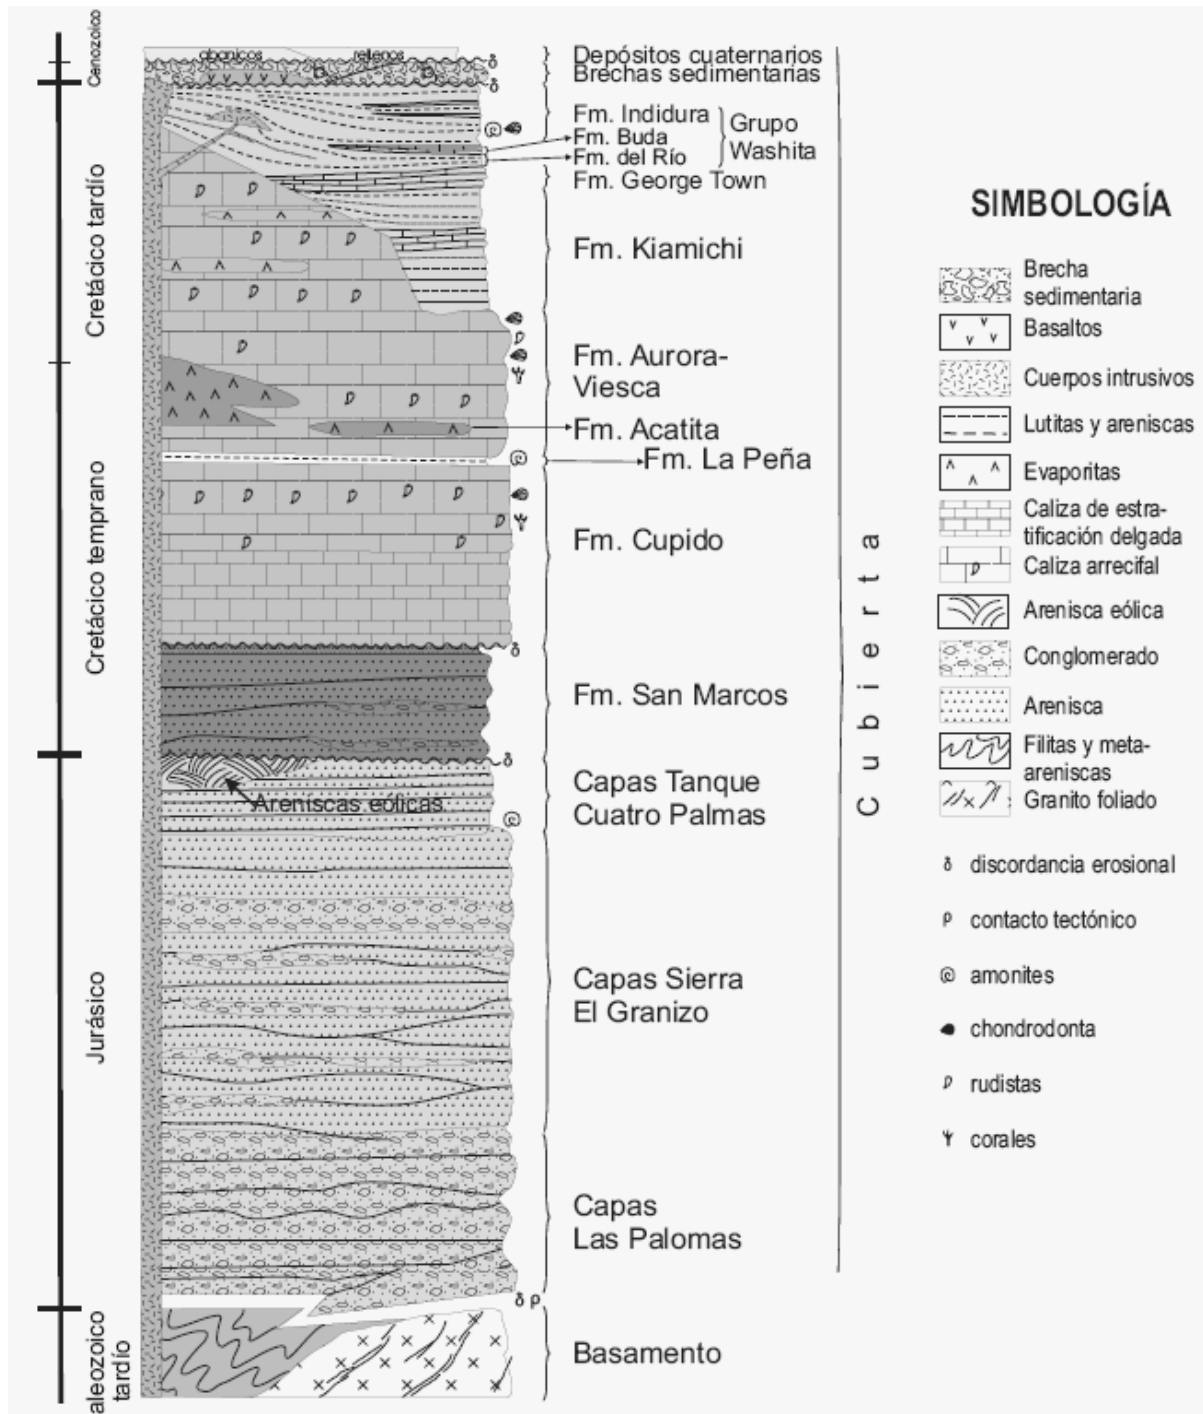 Canozoico
Cretácico tardío
Cretácico temprano
Jurásico
aleozoico
tardío
abanicos
rellenos
Areniscas eólicas
δ
δ
δ
δ
δ ρ
Depósitos cuaternarios
Brechas sedimentarias
Fm. Indidura
Fm. Buda
Fm. del Río
Grupo
Washita
Fm. George Town
Fm. Kiamichi
Fm. Aurora-
Viesca
Fm. Acatita
Fm. La Peña
Fm. Cupido
Fm. San Marcos
Capas Tanque
Cuatro Palmas
Capas Sierra
El Granizo
Capas
Las Palomas
Basamento
Cubierta
SIMBOLOGÍA
Brecha
sedimentaria
Basaltos
Cuerpos intrusivos
Lutitas y areniscas
Evaporitas
Caliza de estra-
tificación delgada
Caliza arrecifal
Arenisca eólica
Conglomerado
Arenisca
Filitas y meta-
areniscas
Granito foliado
δ discordancia erosional
ρ contacto tectónico
amonites
chondrodonta
rudistas
corales